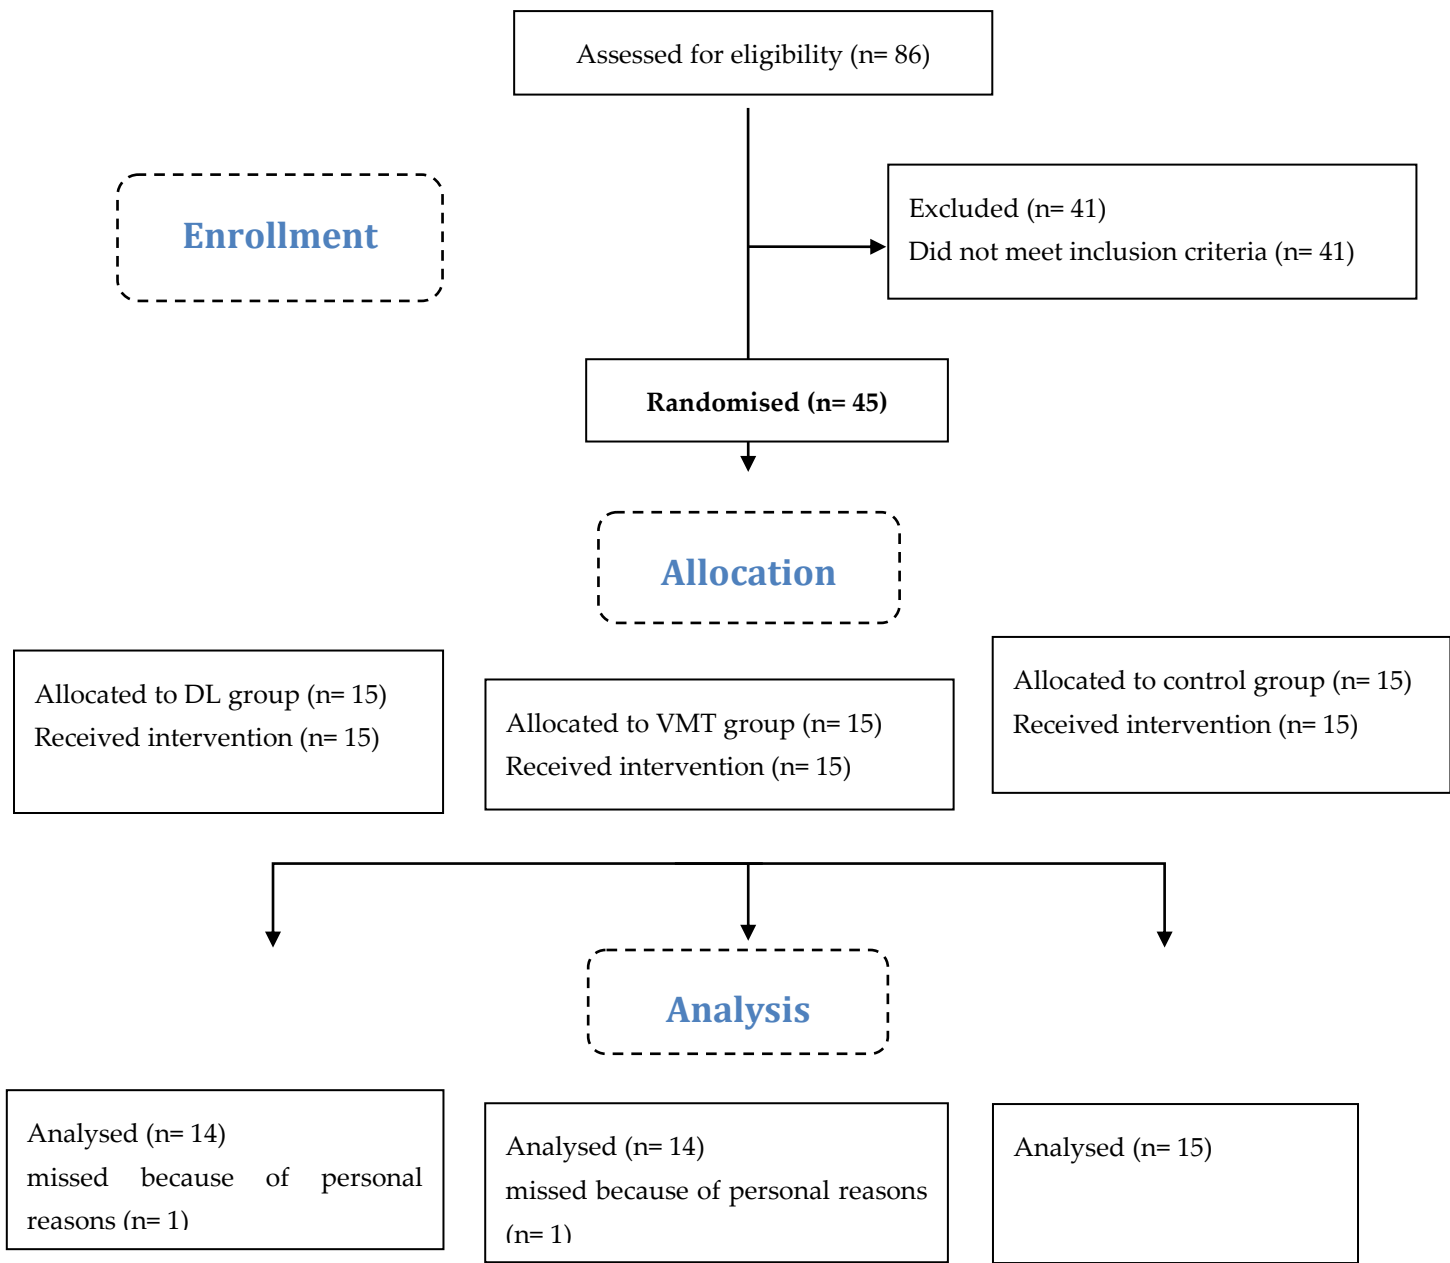 Assessed for eligibility (n= 86)
Enrollment
Excluded (n= 41)
Did not meet inclusion criteria (n= 41)
Randomised (n= 45)
Allocation
Allocated to DL group (n= 15)
Received intervention (n= 15)
Allocated to VMT group (n= 15)
Received intervention (n= 15)
Allocated to control group (n= 15)
Received intervention (n= 15)
Analysis
Analysed (n= 14)
missed because of personal
reasons (n= 1)
Analysed (n= 14)
missed because of personal reasons
(n= 1)
Analysed (n= 15)